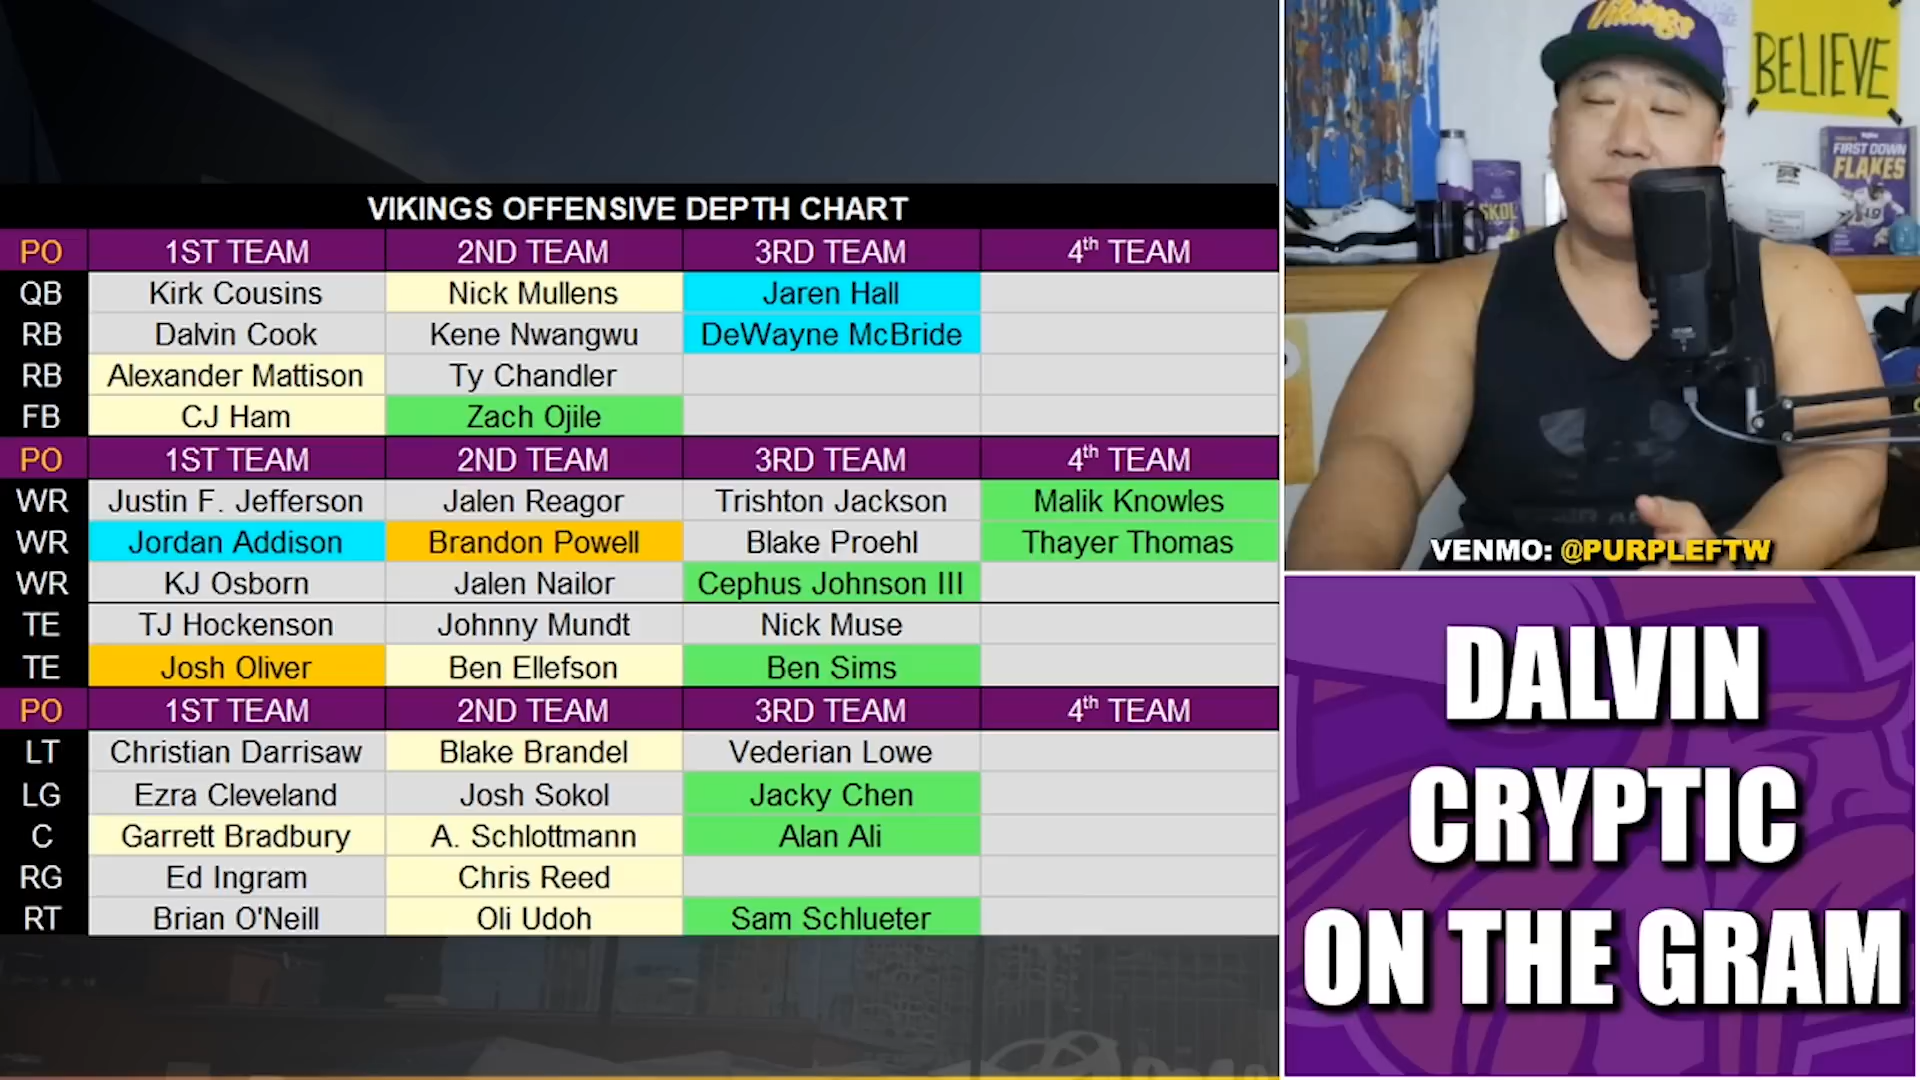 VIKINGS OFFENSIVE DEPTH CHART
PO 1ST TEAM 2ND TEAM 3RD TEAM 4th TEAM
QB Kirk Cousins Nick Mullens Jaren Hall
RB Dalvin Cook Kene Nwangwu DeWayne McBride
RB Alexander Mattison Ty Chandler
FB CJ Ham Zach Ojile
PO 1ST TEAM 2ND TEAM 3RD TEAM 4th TEAM
WR Justin F. Jefferson Jalen Reagor Trishton Jackson Malik Knowles
WR Jordan Addison Brandon Powell Blake Proehl Thayer Thomas
WR KJ Osborn Jalen Nailor Cephus Johnson III
TE TJ Hockenson Johnny Mundt Nick Muse
TE Josh Oliver Ben Ellefson Ben Sims
PO 1ST TEAM 2ND TEAM 3RD TEAM 4th TEAM
LT Christian Darrisaw Blake Brandel Vederian Lowe
LG Ezra Cleveland Josh Sokol Jacky Chen
C Garrett Bradbury A. Schlottmann Alan Ali
RG Ed Ingram Chris Reed
RT Brian O'Neill Oli Udoh Sam Schlueter
Vikings
BELIEVE
FIRST DOWN
FLAKES
SKOL
19
VENMO: @PURPLEFTW
DALVIN
CRYPTIC
ON THE GRAM